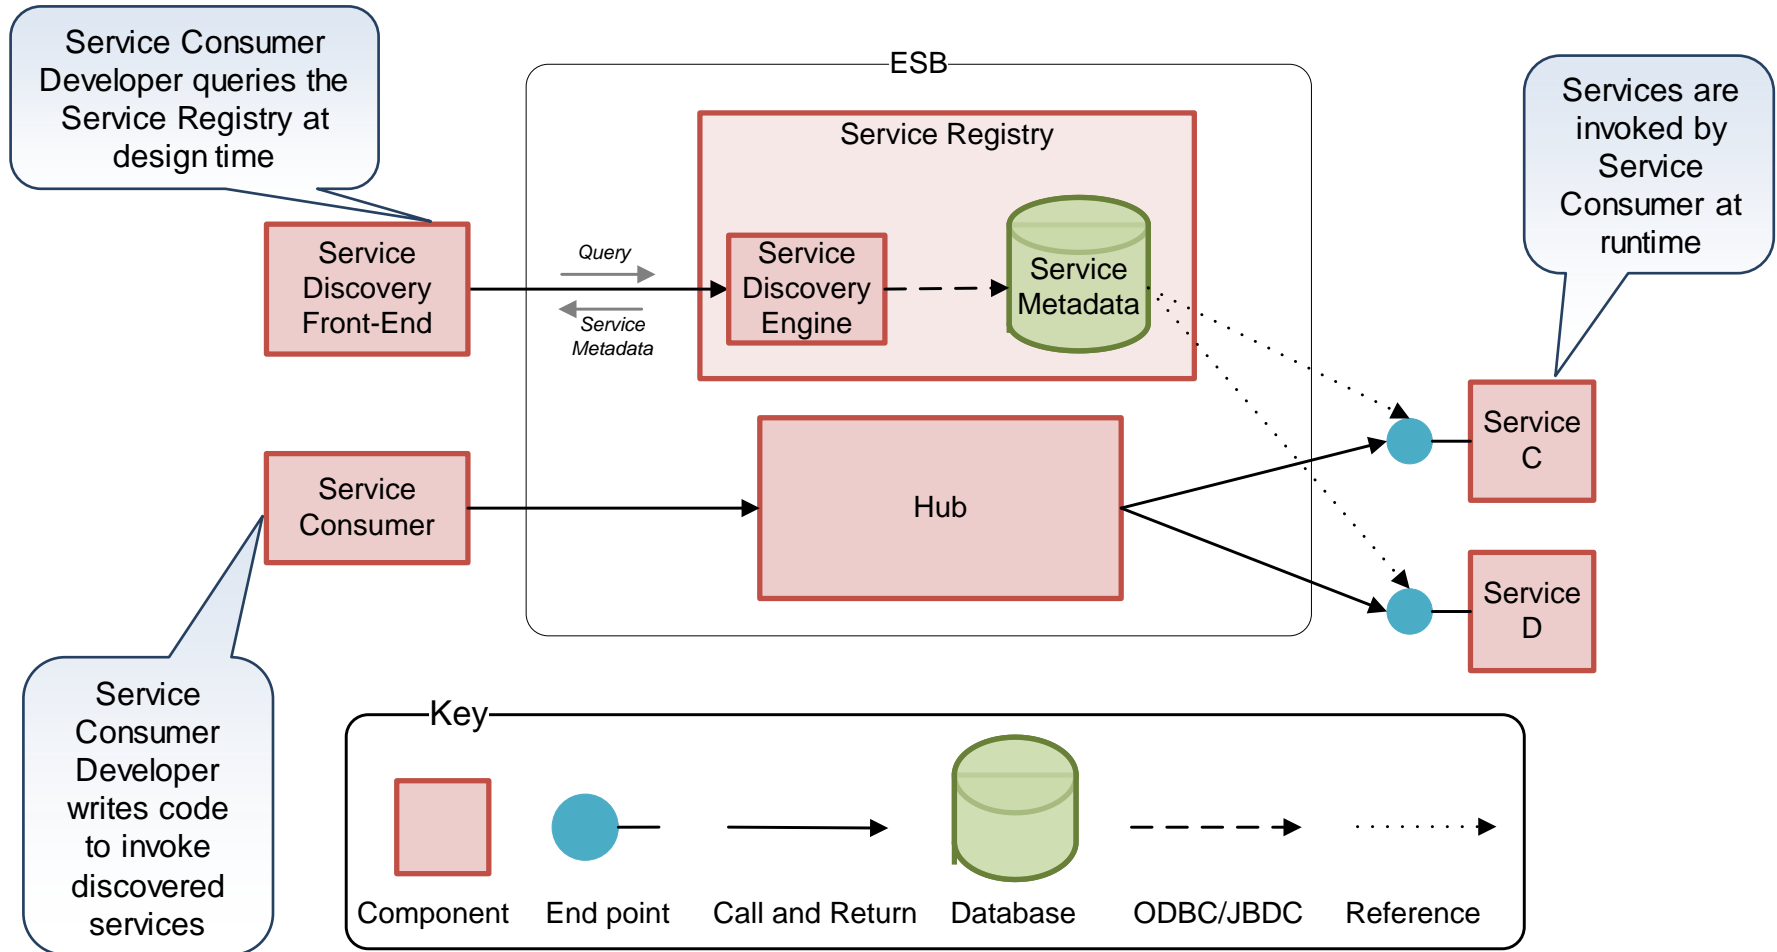 Service Consumer
Developer queries the
Service Registry at
design time
ESB
Services are
invoked by
Service
Consumer at
runtime
Service Registry
Service
Discovery
Front-End
Query
Service
Metadata
Service
Discovery
Engine
Service
Metadata
Service
C
Service
Consumer
Hub
Service
D
Service
Consumer
Developer
writes code
to invoke
discovered
services
Key
Component
End point
Call and Return
Database
ODBC/JBDC
Reference